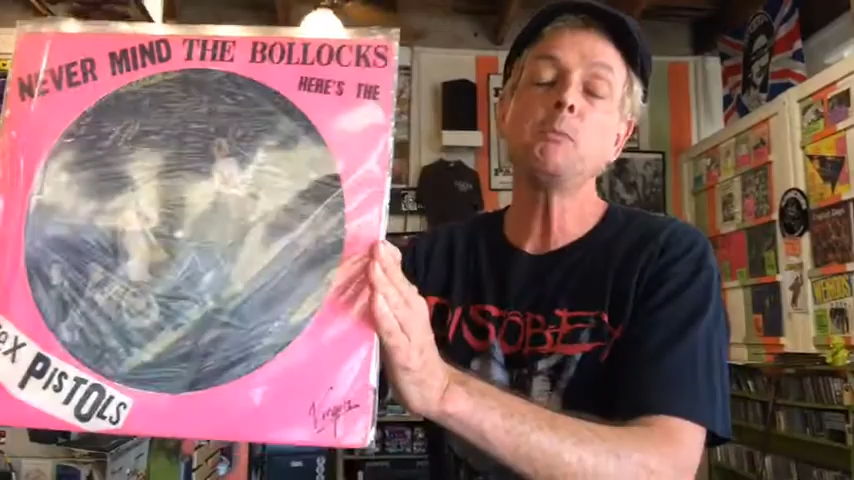 NEVER MIND THE BOLLOCKS
HERE'S THE
SEX PISTOLS
Virgin
DISOBEY